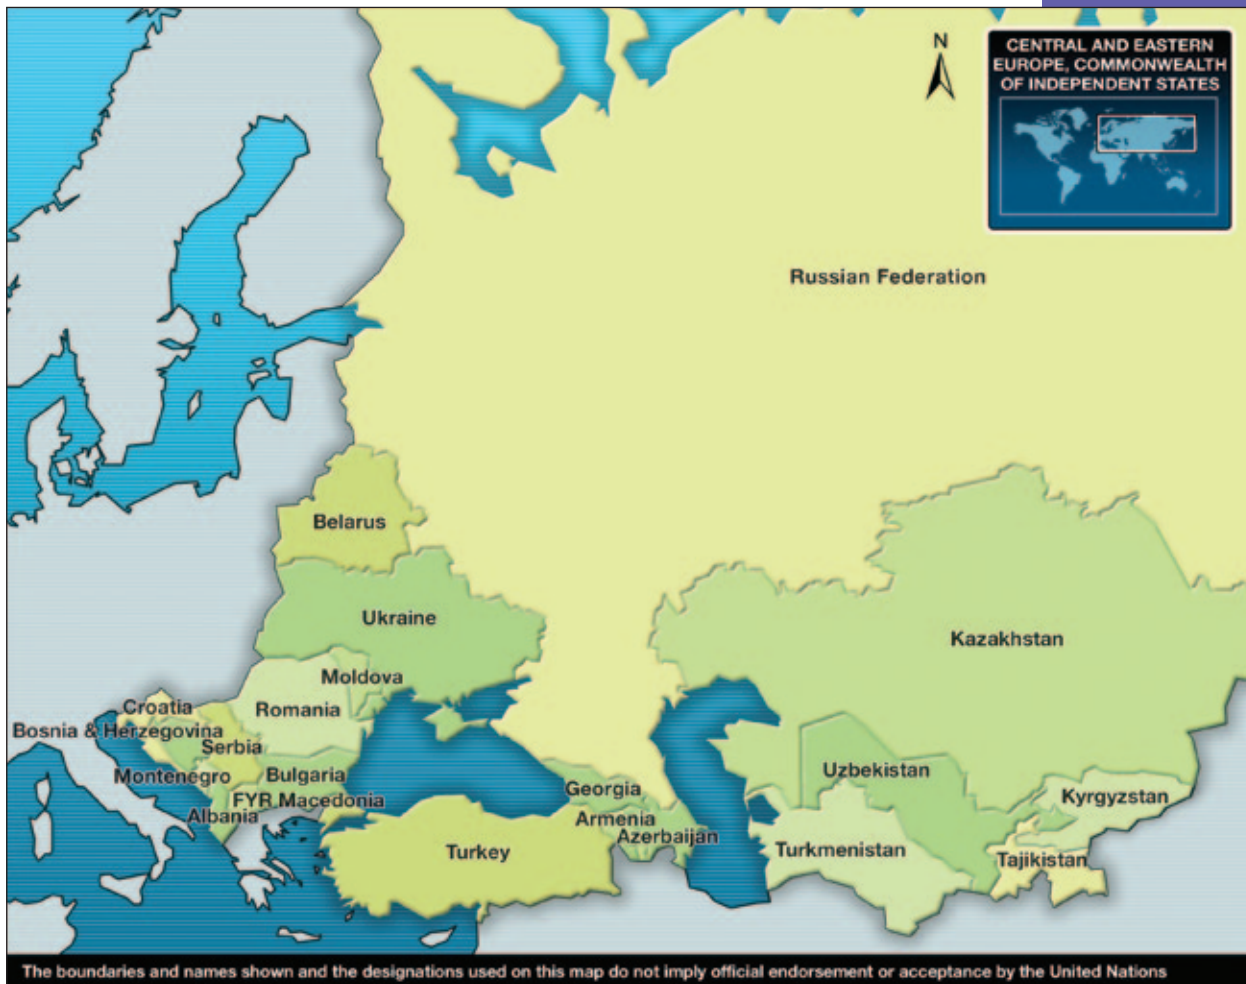 N
CENTRAL AND EASTERN
EUROPE, COMMONWEALTH
OF INDEPENDENT STATES
Russian Federation
Belarus
Ukraine
Kazakhstan
Moldova
Croatia
Romania
Bosnia & Herzegovina
Serbia
Montenegro
Bulgaria
Uzbekistan
Georgia
FYR Macedonia
Kyrgyzstan
Albania
Armenia
Azerbaijan
Turkey
Turkmenistan
Tajikistan
The boundaries and names shown and the designations used on this map do not imply official endorsement or acceptance by the United Nations